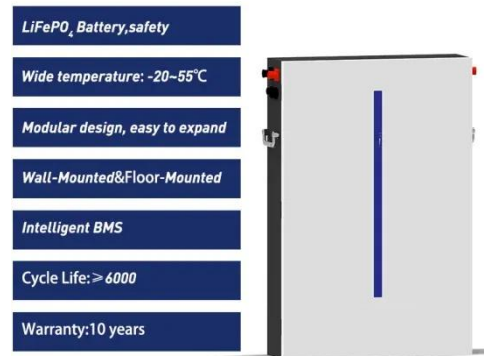 LiFePO₄ Battery,safety
Wide temperature: -20~55℃
Modular design, easy to expand
Wall-Mounted&Floor-Mounted
Intelligent BMS
Cycle Life:≥6000
Warranty:10 years